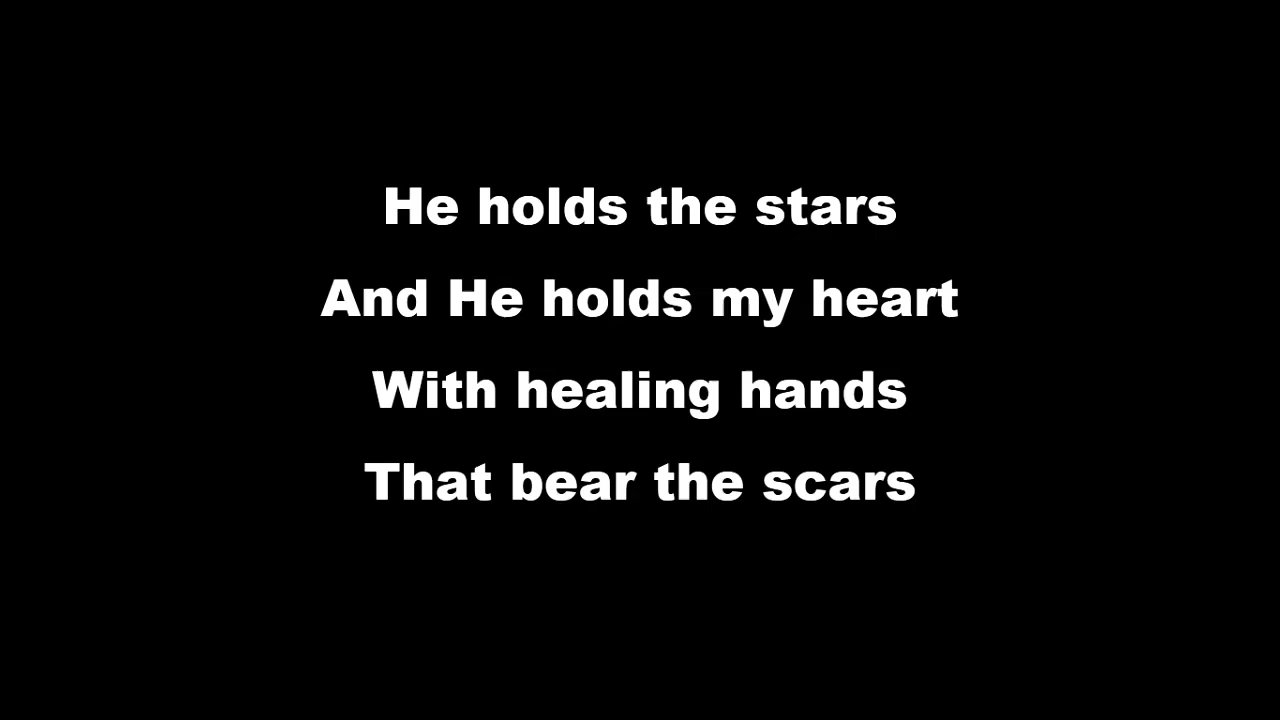 He holds the stars
And He holds my heart
With healing hands
That bear the scars